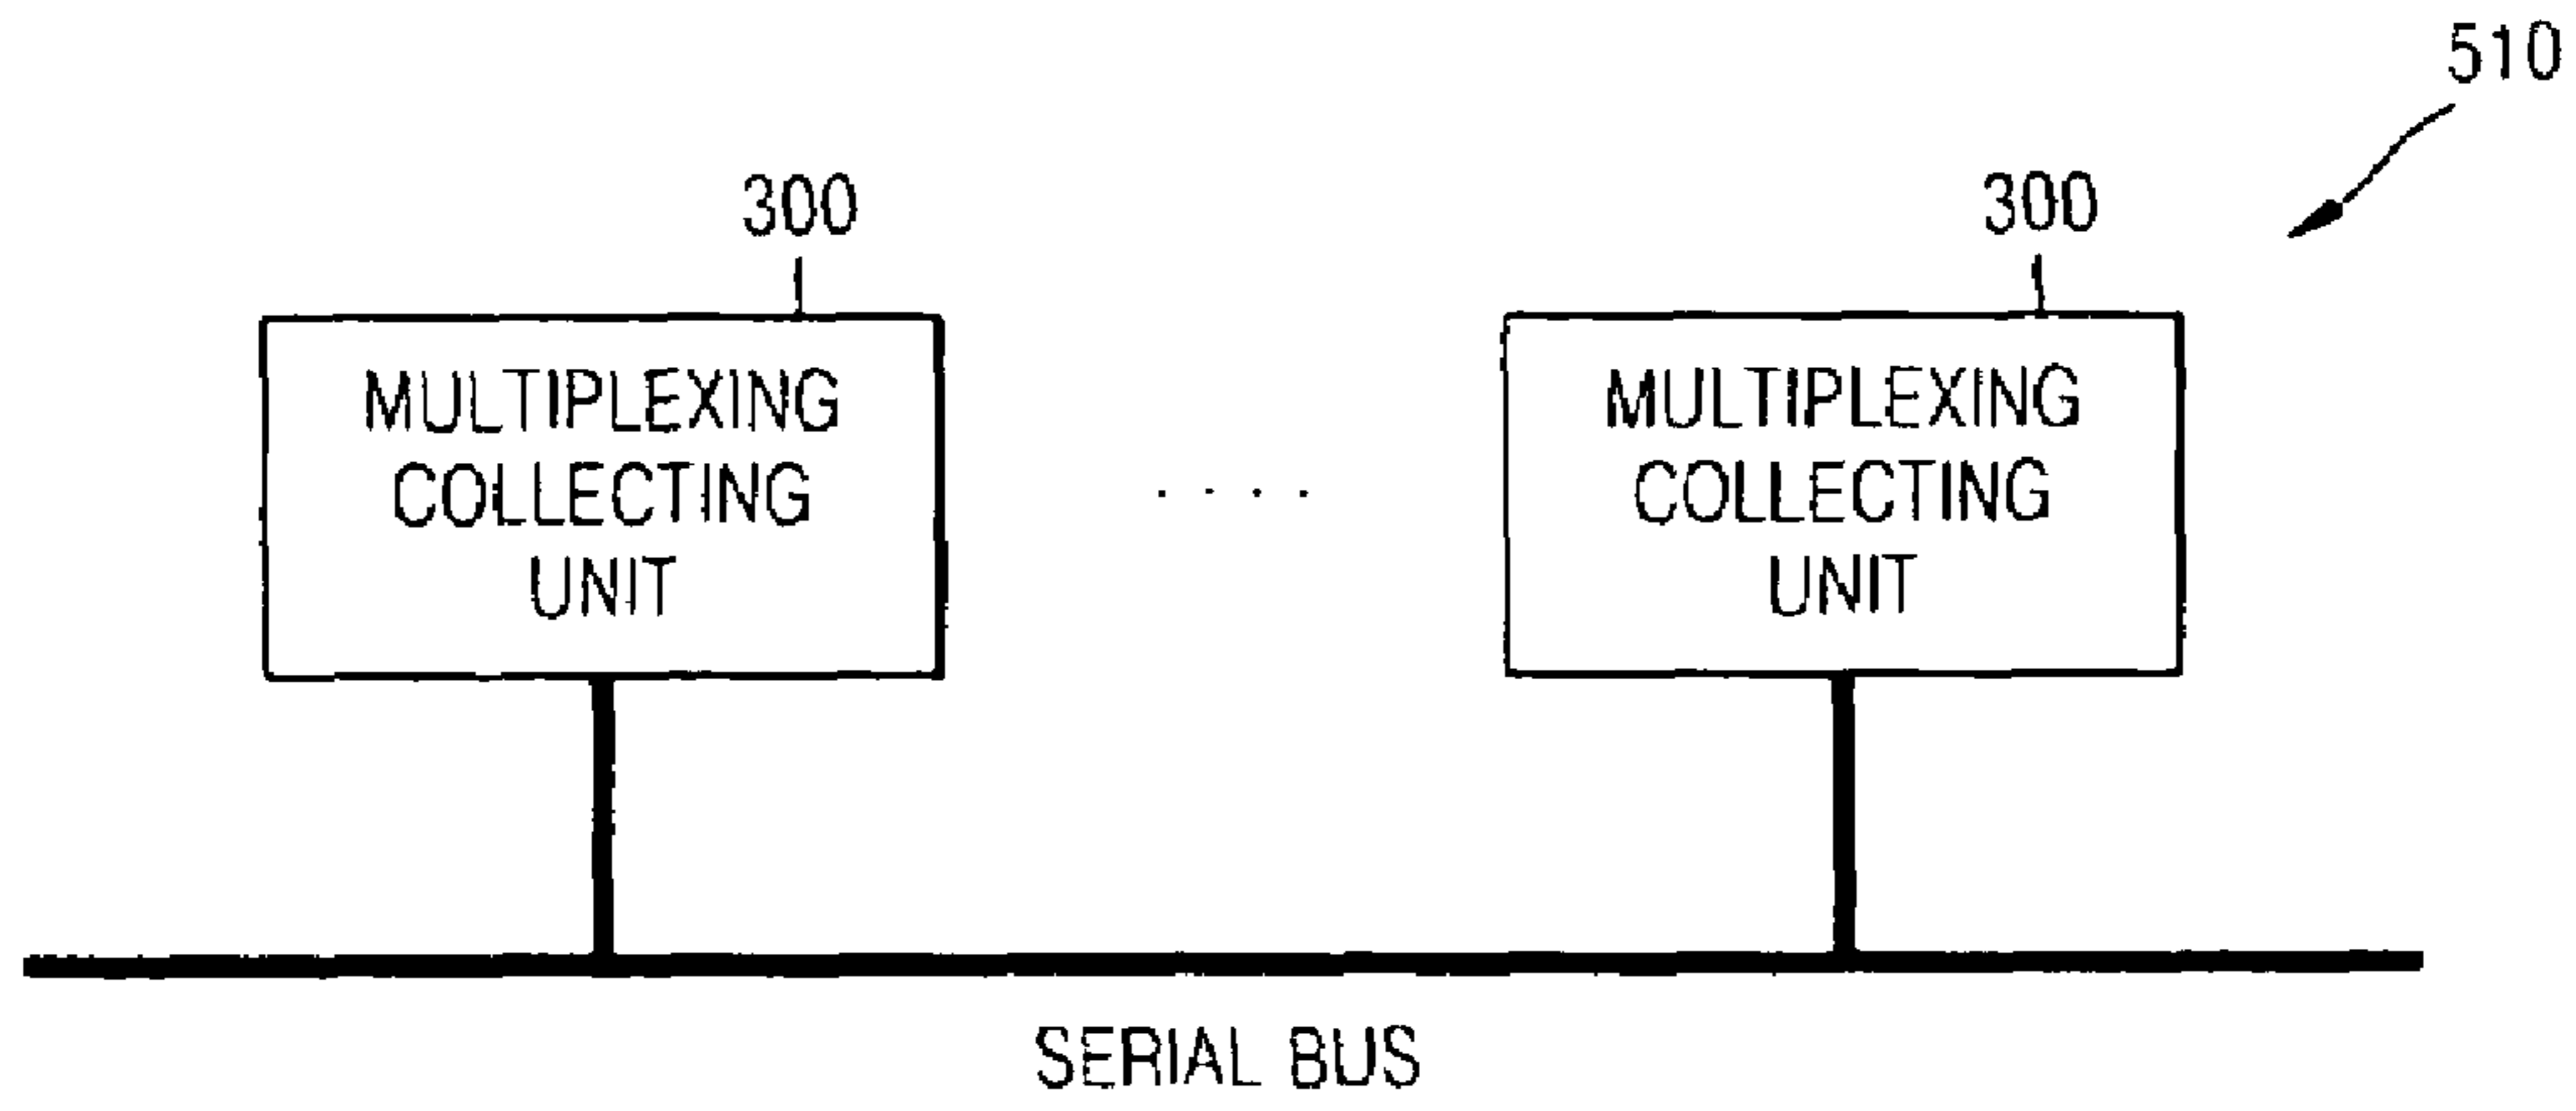 510
300
300
MULTIPLEXING
COLLECTING
UNIT
. . . .
MULTIPLEXING
COLLECTING
UNIT
SERIAL BUS